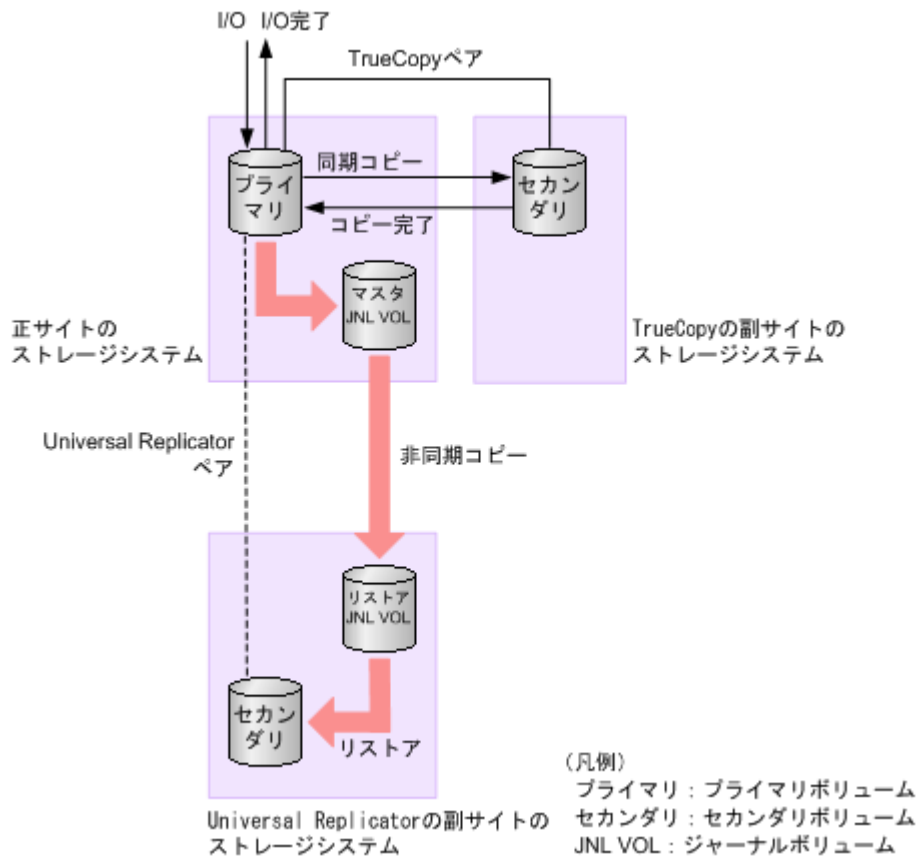 I/O I/O完了
TrueCopyペア
プライ
マリ
同期コピー
コピー完了
セカン
ダリ
マスタ
JNL VOL
正サイトの
ストレージシステム
TrueCopyの副サイトの
ストレージシステム
Universal Replicator
ペア
非同期コピー
リストア
JNL VOL
セカン
ダリ
リストア
Universal Replicatorの副サイトの
ストレージシステム
（凡例）
プライマリ：プライマリボリューム
セカンダリ：セカンダリボリューム
JNL VOL：ジャーナルボリューム